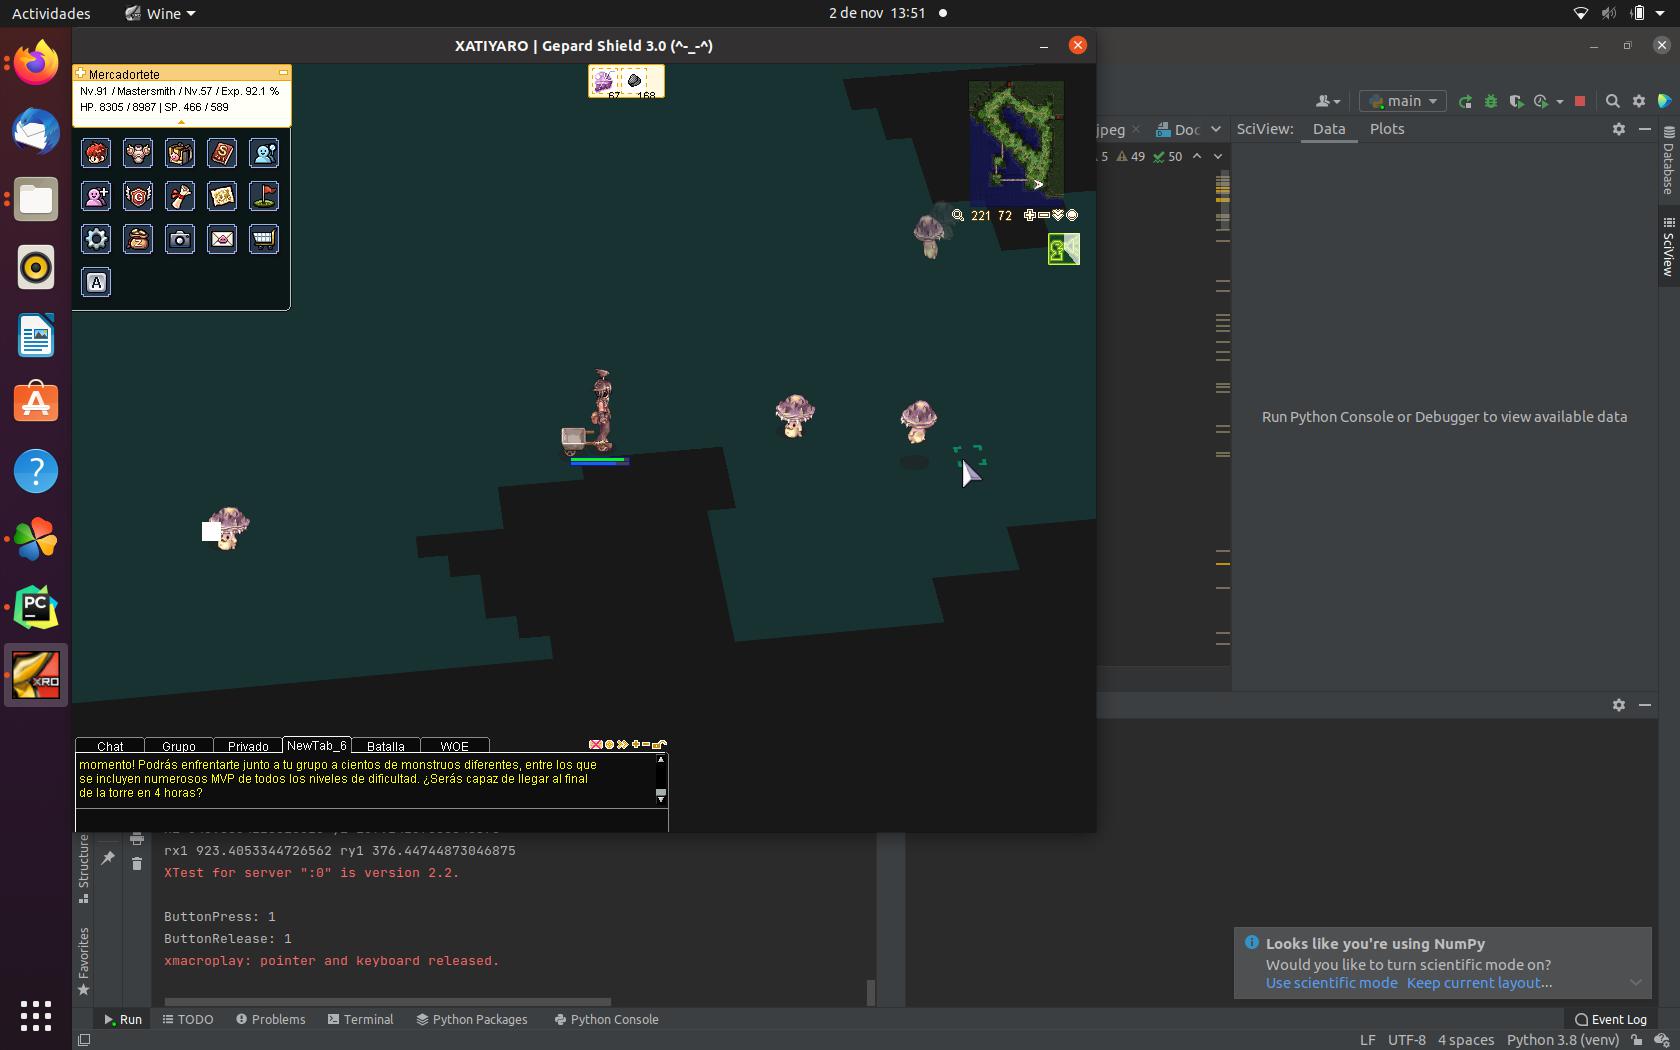 Actividades
Wine
2 de nov 13:51
XATIYARO | Gepard Shield 3.0 (^-_-^)
Mercadortete
Nv.91 / Mastersmith / Nv.57 / Exp. 92.1 %
HP. 8305 / 8987 | SP. 466 / 589
67 168
A
221 72
main
jpeg
Doc
SciView:
Data
Plots
5 49 50
Database
SciView
Run Python Console or Debugger to view available data
PC
XRO
Chat
Grupo
Privado
NewTab_6
Batalla
WOE
momento! Podrás enfrentarte junto a tu grupo a cientos de monstruos diferentes, entre los que
se incluyen numerosos MVP de todos los niveles de dificultad. ¿Serás capaz de llegar al final
de la torre en 4 horas?
Structure
Favorites
rx1 923.4053344726562 ry1 376.44744873046875
XTest for server ":0" is version 2.2.
ButtonPress: 1
ButtonRelease: 1
xmacroplay: pointer and keyboard released.
Looks like you're using NumPy
Would you like to turn scientific mode on?
Use scientific mode Keep current layout...
Run
TODO
Problems
Terminal
Python Packages
Python Console
Event Log
LF UTF-8 4 spaces Python 3.8 (venv)